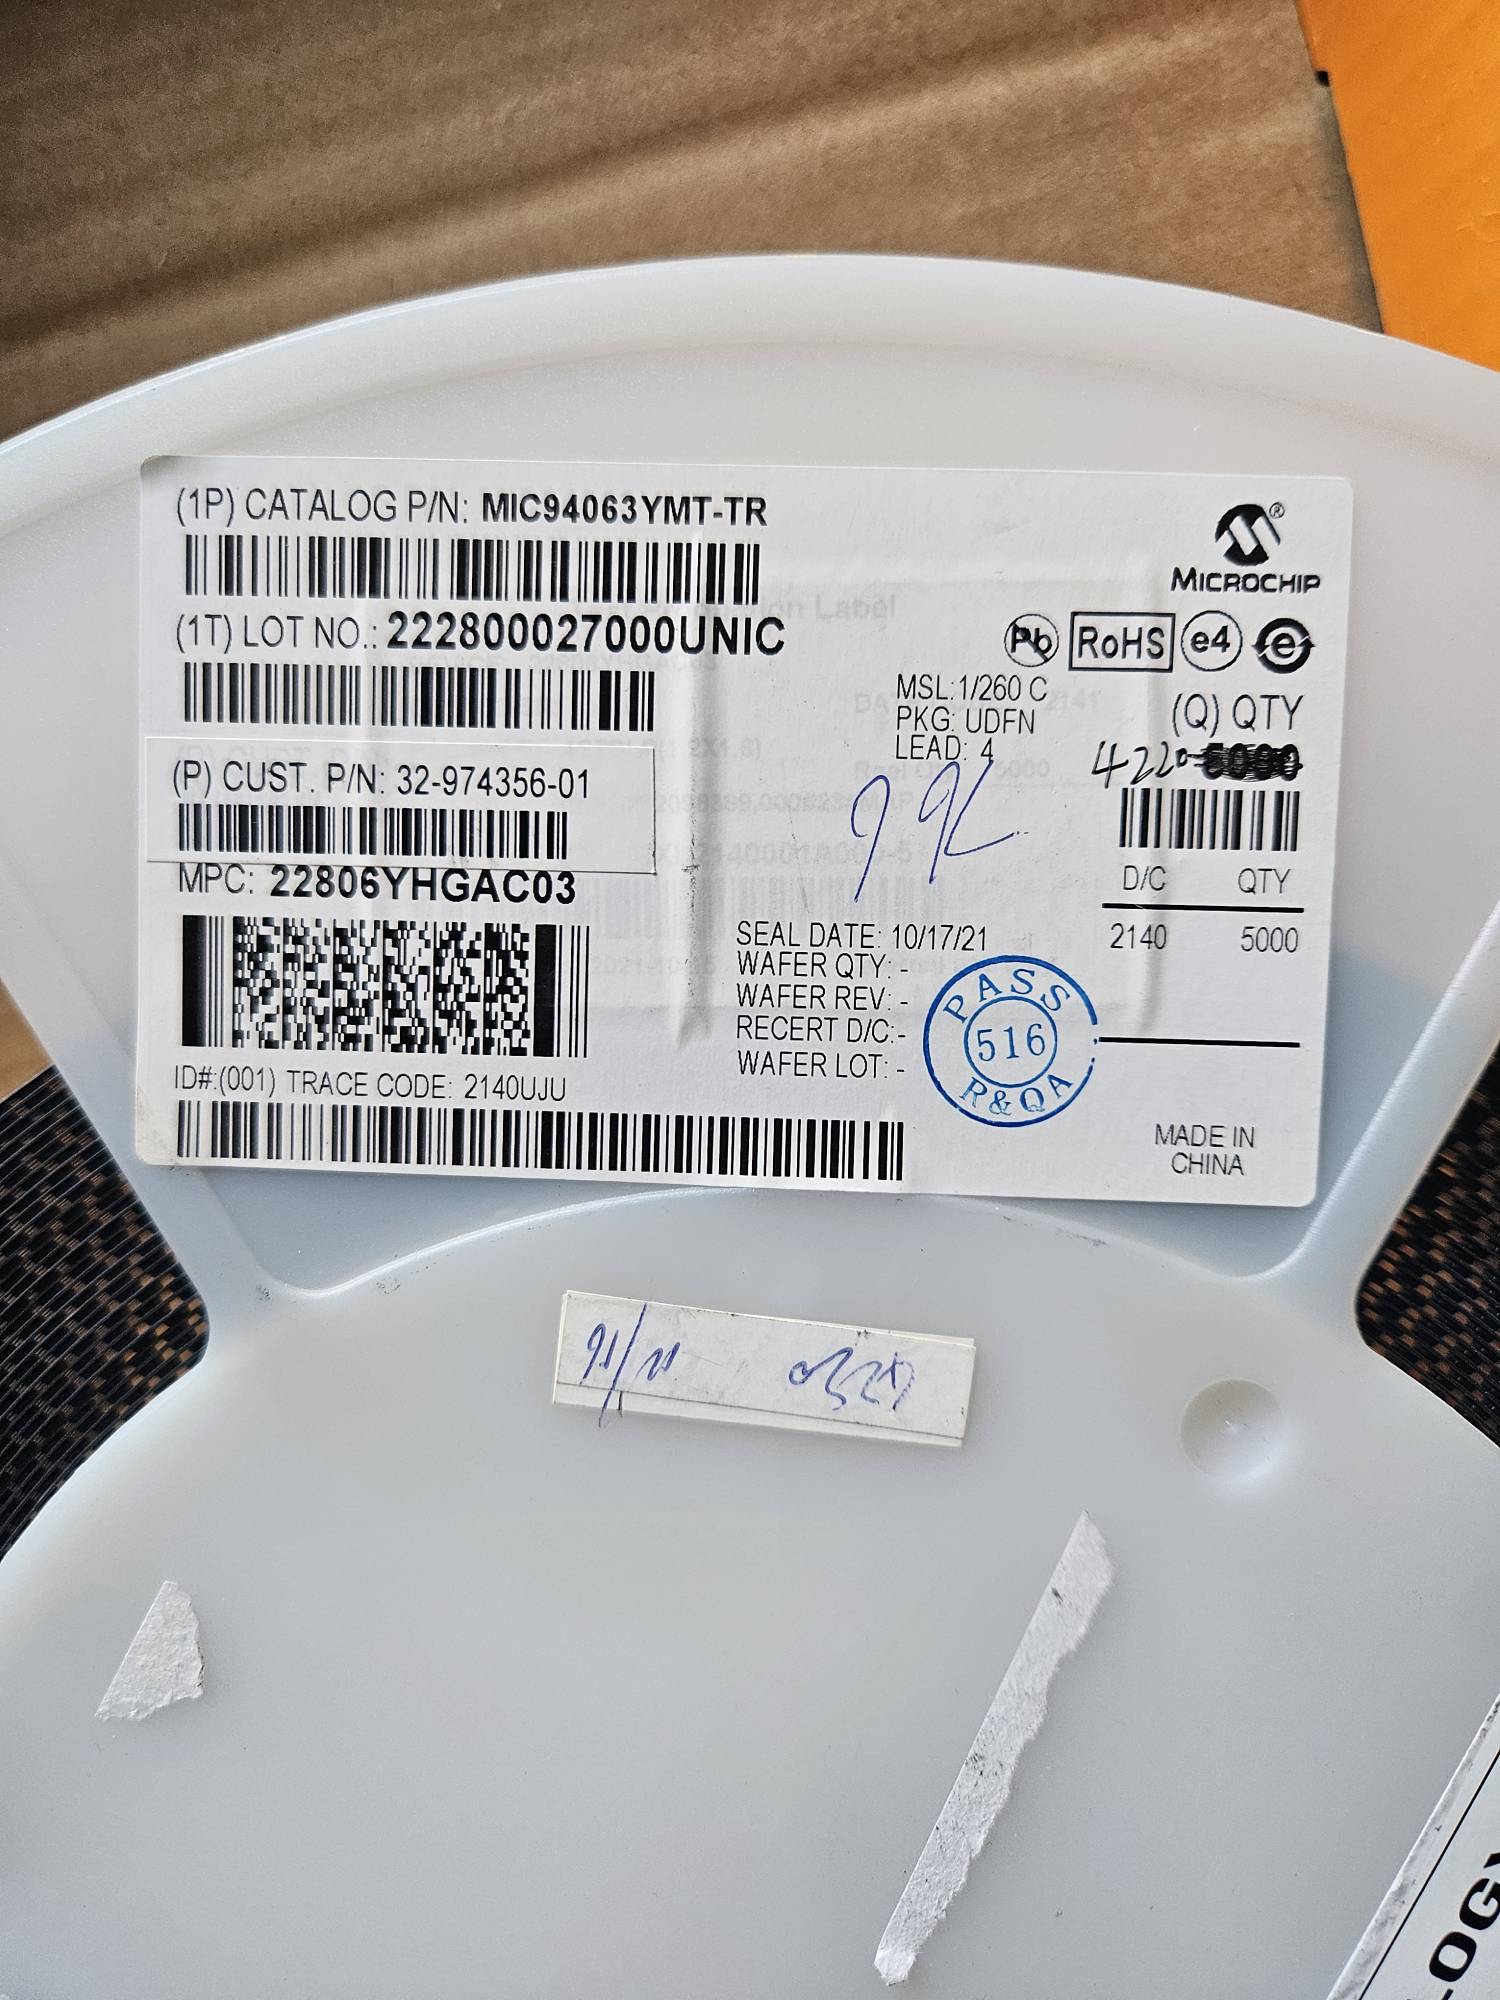 (1P) CATALOG P/N: MIC94063YMT-TR
MICROCHIP
(1T) LOT NO.: 222800027000UNIC
Pb RoHS e4 e
MSL:1/260 C
PKG: UDFN
LEAD: 4
(Q) QTY
4220
(P) CUST. P/N: 32-974356-01
MPC: 22806YHGAC03
D/C QTY
2140 5000
SEAL DATE: 10/17/21
WAFER QTY: -
WAFER REV: -
RECERT D/C:-
WAFER LOT: -
PASS
516
R&QA
ID#:(001) TRACE CODE: 2140UJU
MADE IN
CHINA